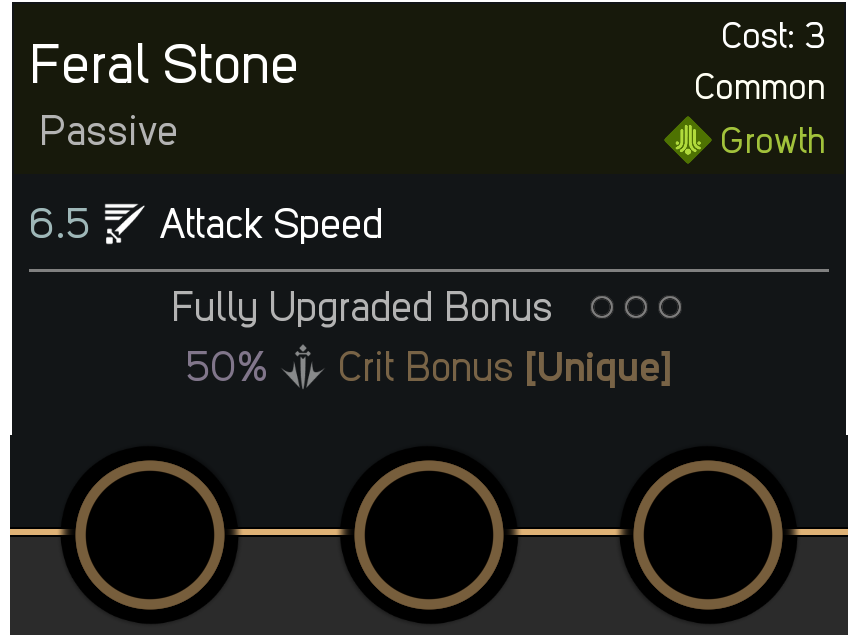 Feral Stone
Cost: 3
Common
Passive
Growth
6.5 Attack Speed
Fully Upgraded Bonus
50% Crit Bonus [Unique]